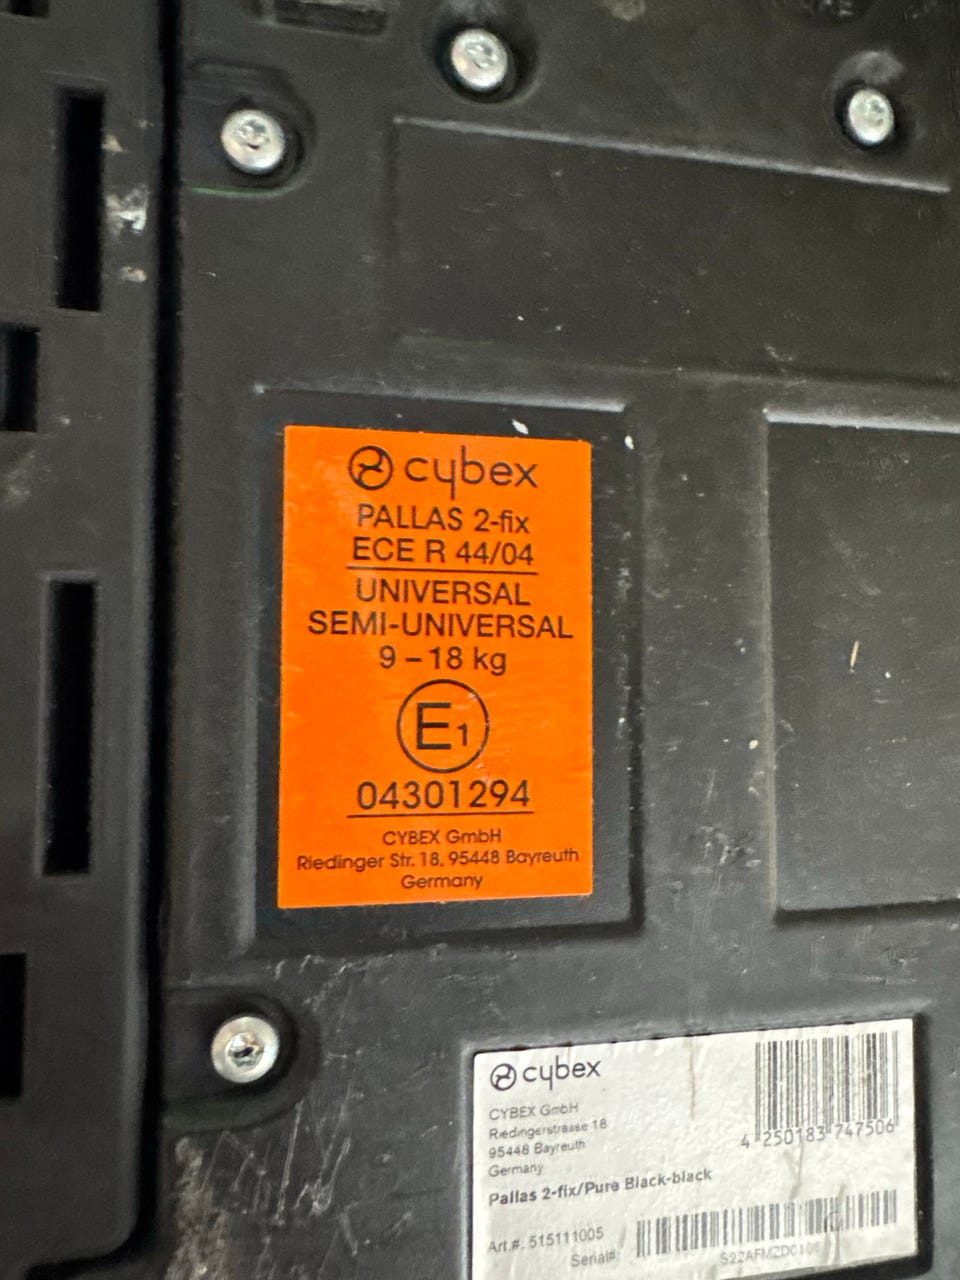 cybex
PALLAS 2-fix
ECE R 44/04
UNIVERSAL
SEMI-UNIVERSAL
9 – 18 kg
E1
04301294
CYBEX GmbH
Riedinger Str. 18, 95448 Bayreuth
Germany
cybex
CYBEX GmbH
Riedingerstrasse 18
95448 Bayreuth
Germany
4 250183 747506
Pallas 2-fix/Pure Black-black
Art.#: 515111005
Serial#: